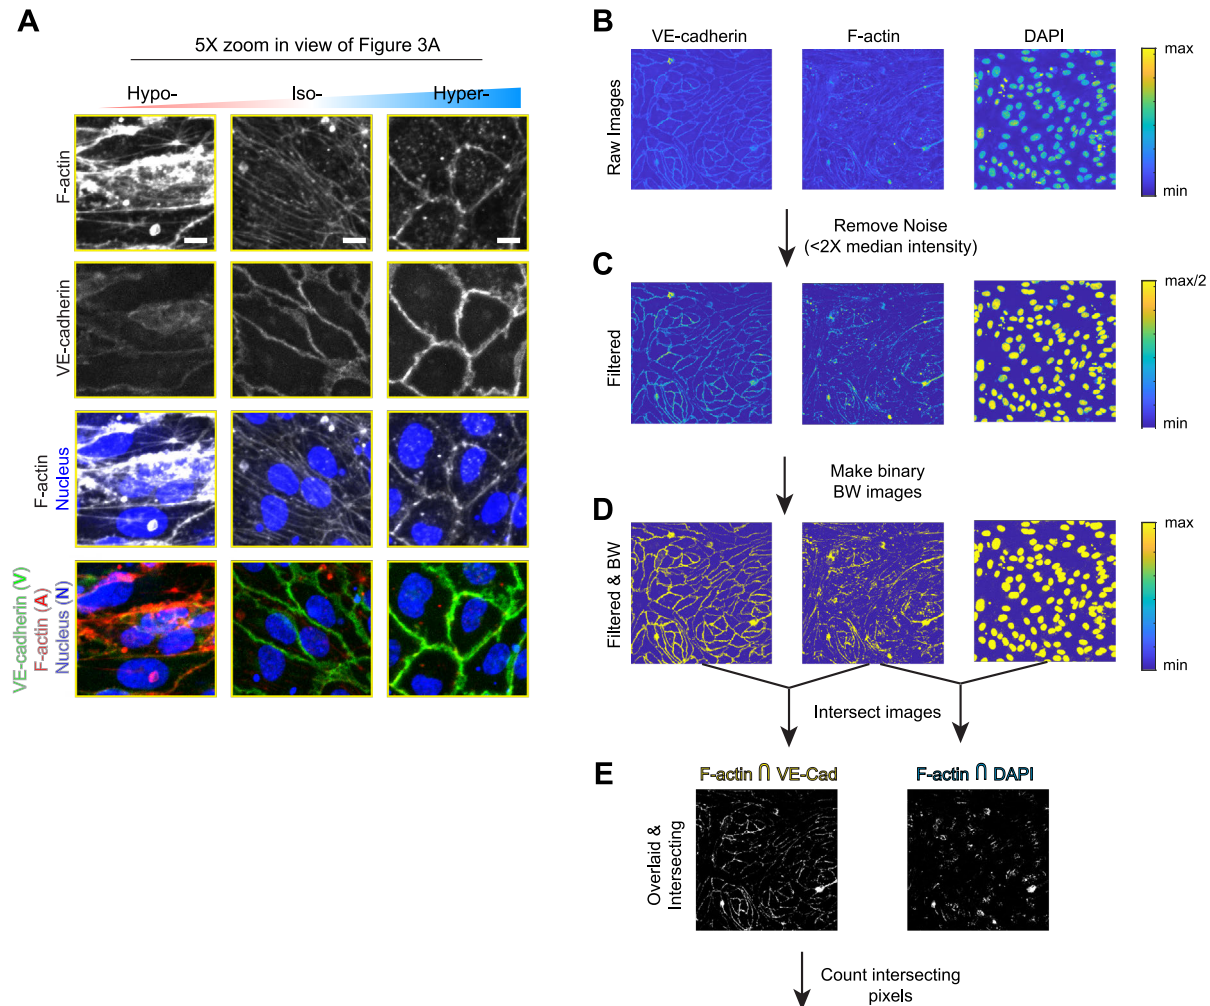 A
5X zoom in view of Figure 3A
Hypo-
Iso-
Hyper-
F-actin
VE-cadherin
F-actin
Nucleus
VE-cadherin (V)
F-actin (A)
Nucleus (N)
B
VE-cadherin
F-actin
DAPI
Raw Images
max
min
Remove Noise
(<2X median intensity)
C
Filtered
max/2
min
Make binary
BW images
D
Filtered & BW
max
min
Intersect images
E
F-actin ⋂ VE-Cad
F-actin ⋂ DAPI
Overlaid &
Intersecting
Count intersecting
pixels